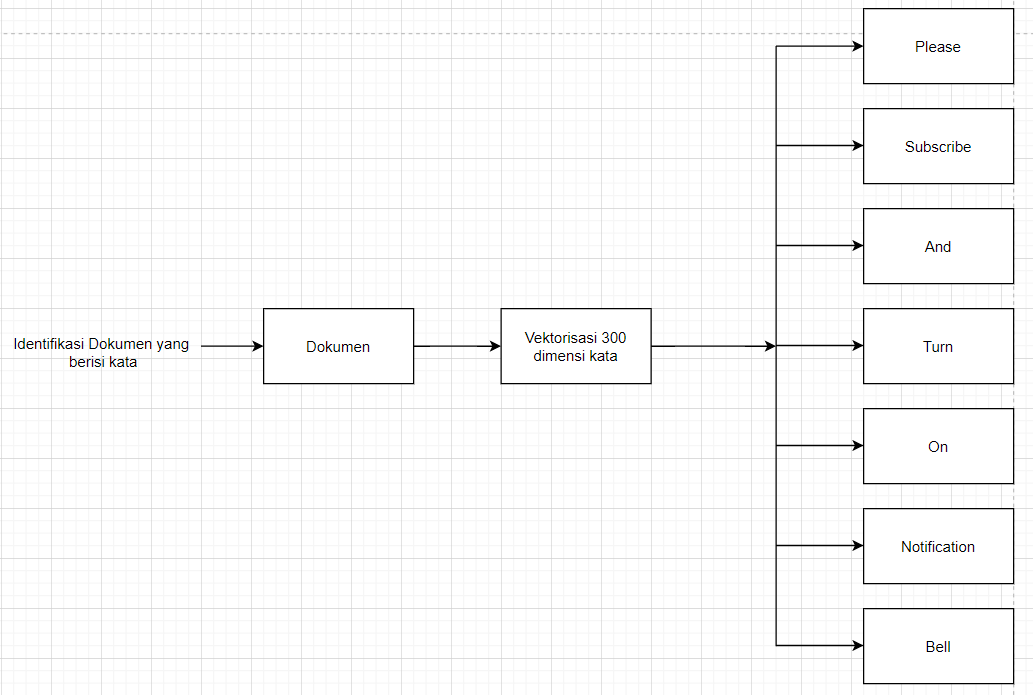 Please
Subscribe
And
Identifikasi Dokumen yang
berisi kata
Dokumen
Vektorisasi 300
dimensi kata
Turn
On
Notification
Bell